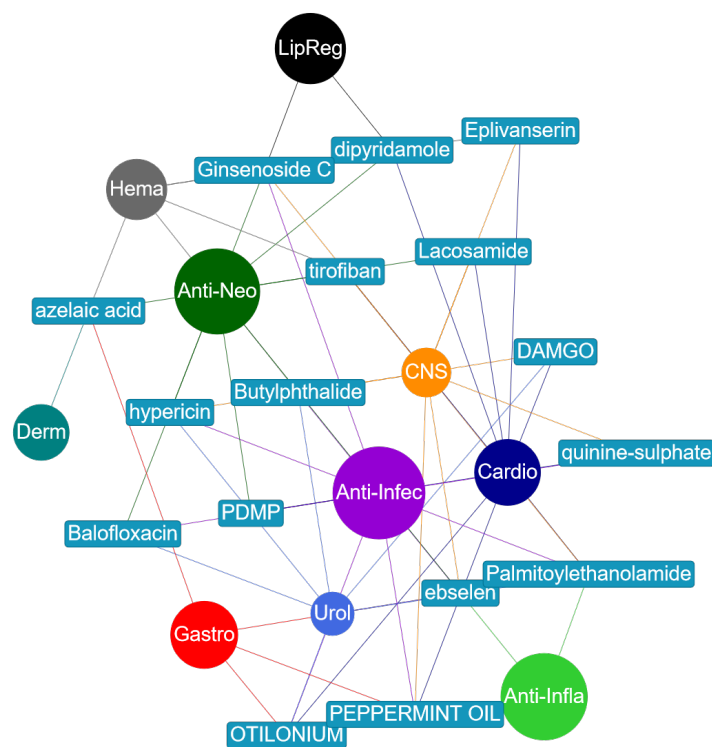 LipReg
Eplivanserin
dipyridamole
Ginsenoside C
Hema
Lacosamide
tirofiban
Anti-Neo
azelaic acid
DAMGO
CNS
Butylphthalide
hypericin
Derm
quinine-sulphate
Cardio
Anti-Infec
PDMP
Balofloxacin
Palmitoylethanolamide
ebselen
Urol
Gastro
Anti-Infla
PEPPERMINT OIL
OTILONIUM